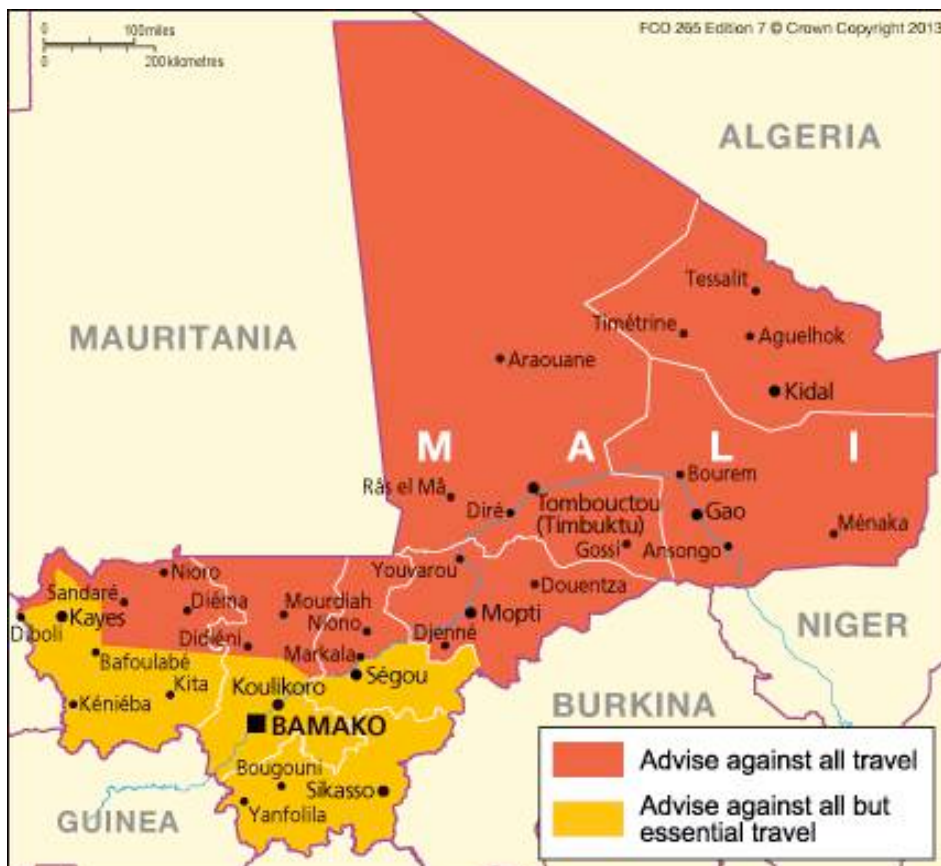 0 100miles
0 200kilometres
FCO 265 Edition 7 © Crown Copyright 2013
ALGERIA
MAURITANIA
Tessalit
Timétrine
Aguelhok
Araouane
Kidal
M A L I
Bourem
Râs el Mâ
Tombouctou
(Timbuktu)
Diré
Gao
Gossi
Ansongo
Ménaka
Nioro
Youvarou
Douentza
Sandaré
Diéma
Mourdiah
Kayes
Niono
Mopti
NIGER
Diboli
Didiéni
Djenné
Markala
Bafoulabé
Ségou
Kita
Koulikoro
Kéniéba
BURKINA
BAMAKO
Bougouni
Sikasso
Yanfolila
GUINEA
Advise against all travel
Advise against all but
essential travel